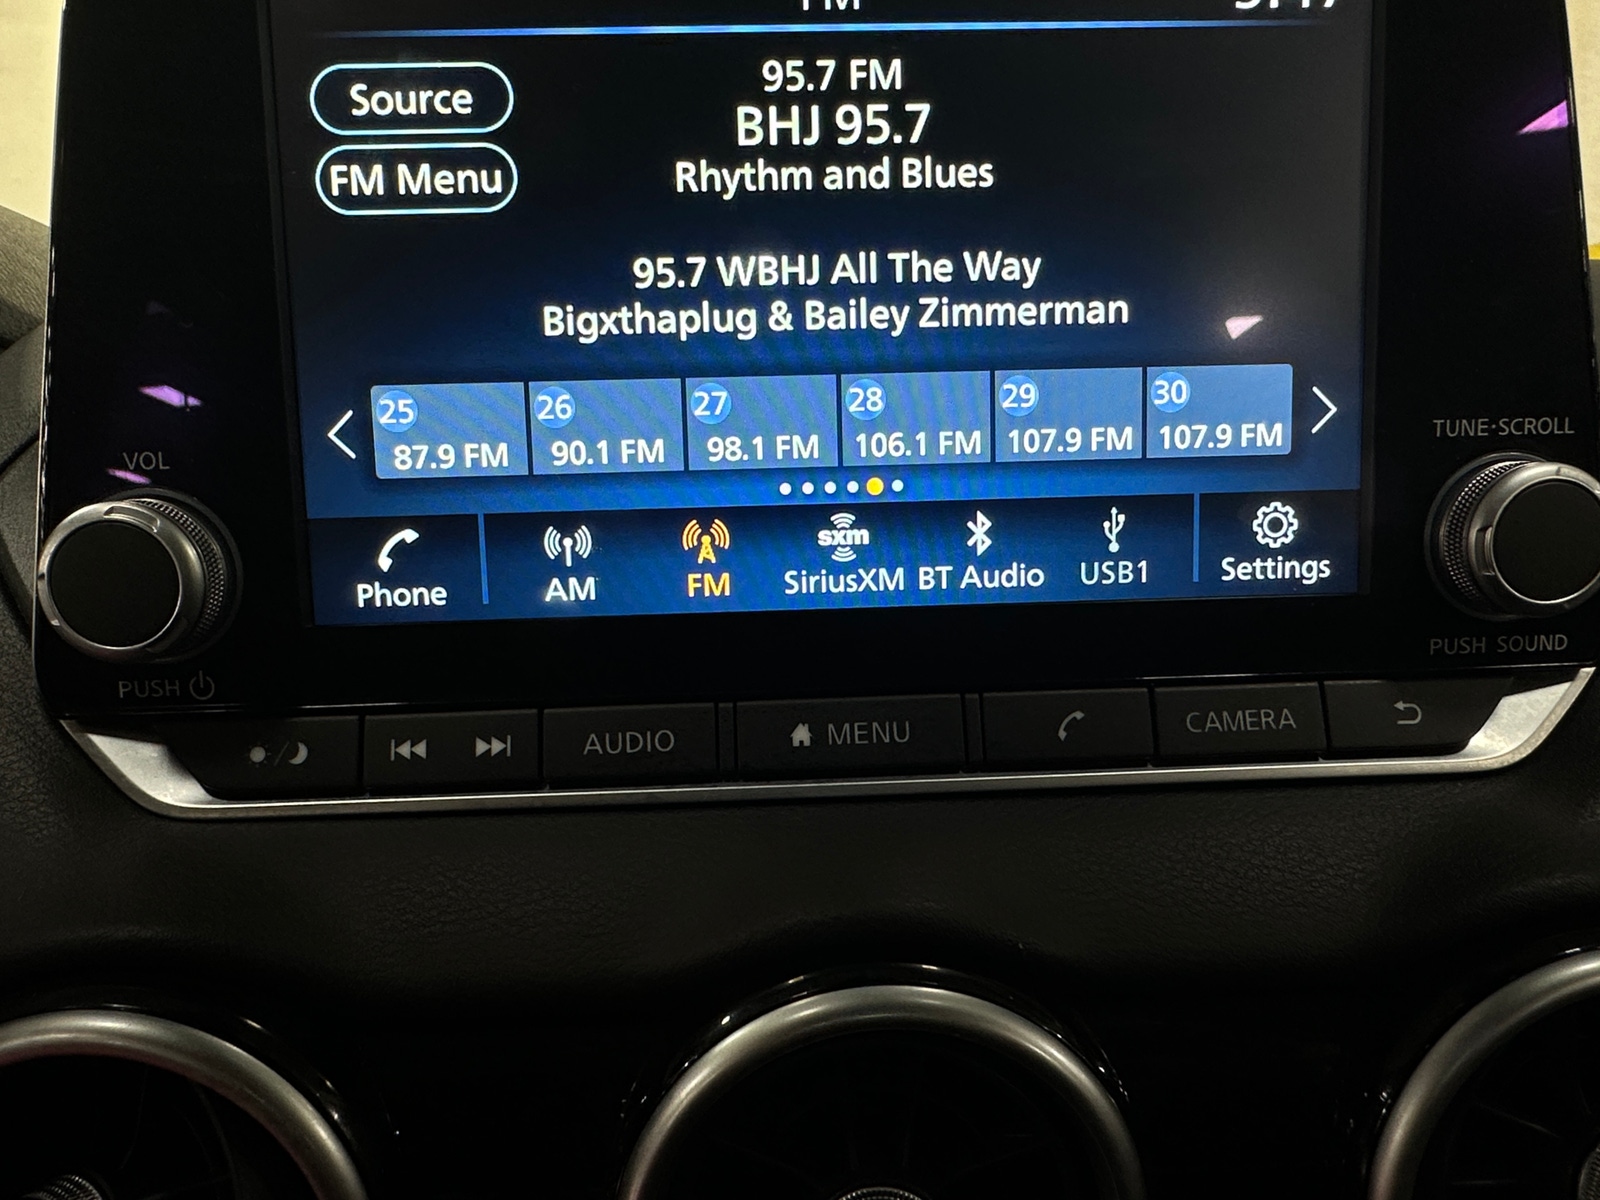 FM
Source
FM Menu
95.7 FM
BHJ 95.7
Rhythm and Blues
95.7 WBHJ All The Way
Bigxthaplug & Bailey Zimmerman
25 26 27 28 29 30
87.9 FM 90.1 FM 98.1 FM 106.1 FM 107.9 FM 107.9 FM
Phone AM FM SiriusXM BT Audio USB1 Settings
sxm
VOL
PUSH
TUNE·SCROLL
PUSH SOUND
AUDIO MENU CAMERA